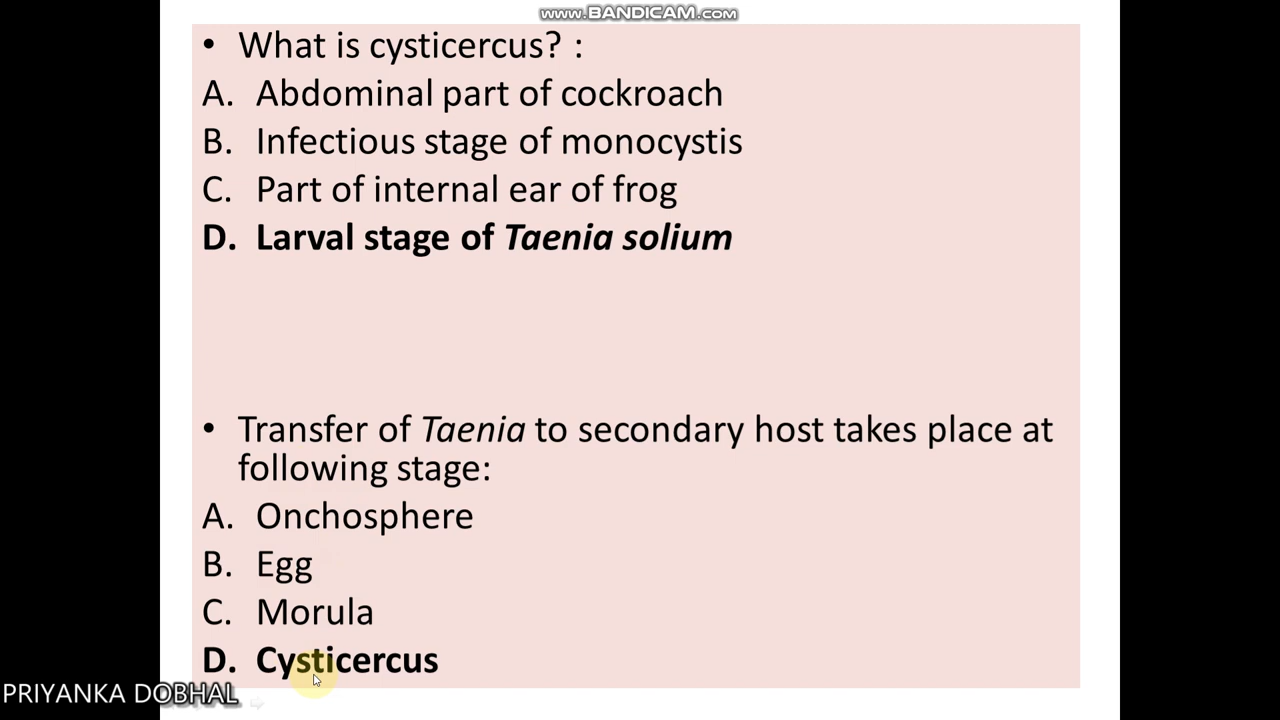 www.BANDICAM.com
• What is cysticercus? :
A. Abdominal part of cockroach
B. Infectious stage of monocystis
C. Part of internal ear of frog
D. Larval stage of Taenia solium
• Transfer of Taenia to secondary host takes place at
following stage:
A. Onchosphere
B. Egg
C. Morula
D. Cysticercus
PRIYANKA DOBHAL